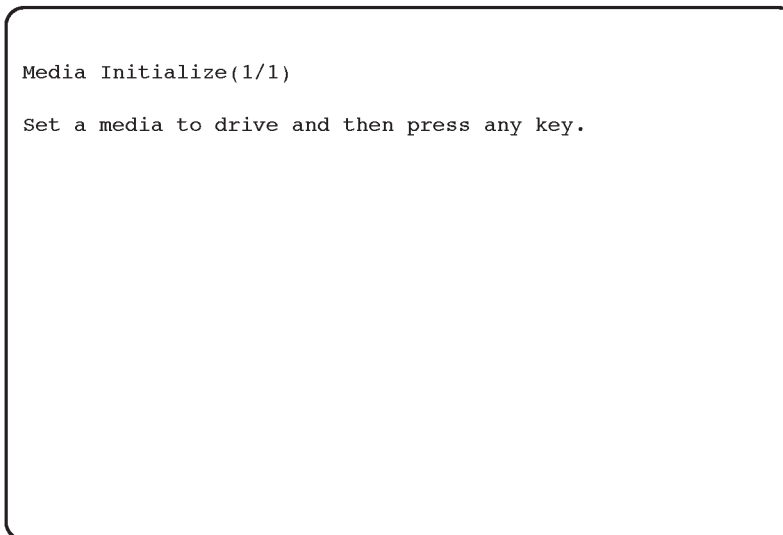 Media Initialize(1/1)
Set a media to drive and then press any key.